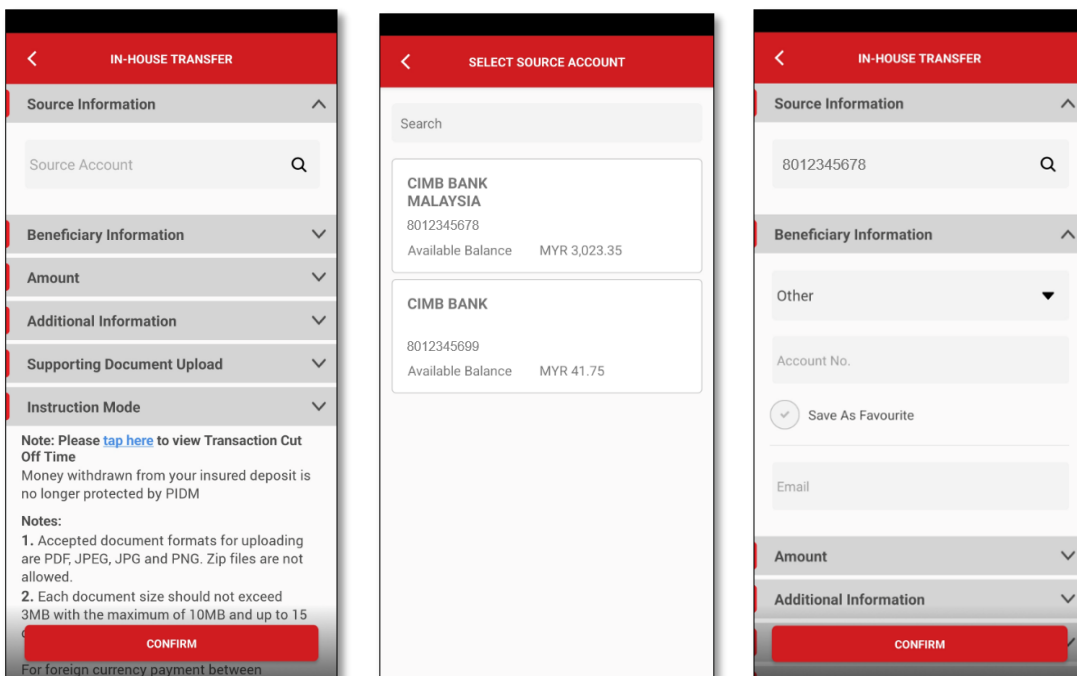 IN-HOUSE TRANSFER
Source Information
Source Account
Beneficiary Information
Amount
Additional Information
Supporting Document Upload
Instruction Mode
Note: Please tap here to view Transaction Cut
Off Time
Money withdrawn from your insured deposit is
no longer protected by PIDM
Notes:
1. Accepted document formats for uploading
are PDF, JPEG, JPG and PNG. Zip files are not
allowed.
2. Each document size should not exceed
3MB with the maximum of 10MB and up to 15
CONFIRM
For foreign currency payment between
SELECT SOURCE ACCOUNT
Search
CIMB BANK
MALAYSIA
8012345678
Available Balance MYR 3,023.35
CIMB BANK
8012345699
Available Balance MYR 41.75
IN-HOUSE TRANSFER
Source Information
8012345678
Beneficiary Information
Other
Account No.
Save As Favourite
Email
Amount
Additional Information
CONFIRM